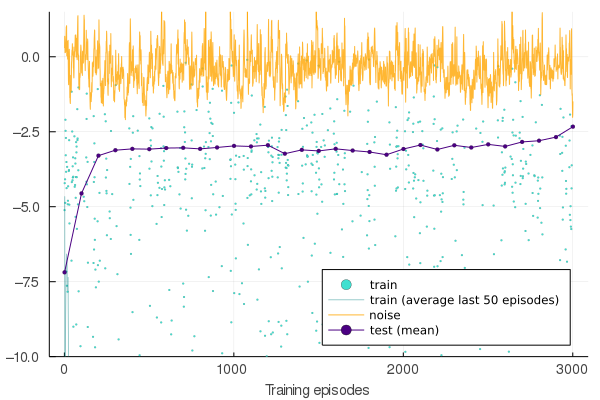 0.0
−2.5
−5.0
−7.5
−10.0
0
1000
2000
3000
Training episodes
train
train (average last 50 episodes)
noise
test (mean)